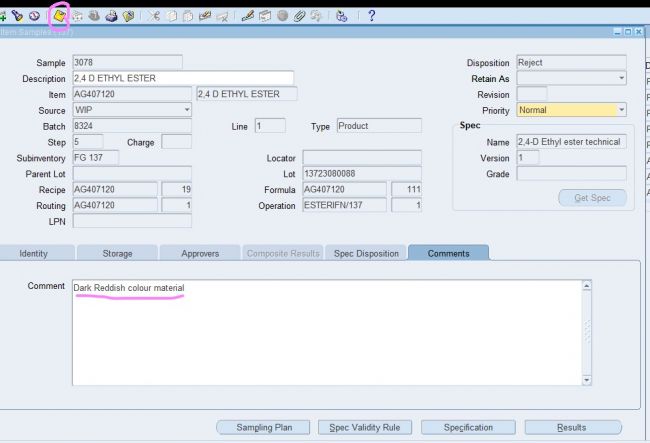 Item Samples (137)
Sample 3078 Disposition Reject
Description 2,4 D ETHYL ESTER Retain As
Item AG407120 2,4 D ETHYL ESTER Revision
Source WIP Priority Normal
Batch 8324 Line 1 Type Product Spec
Step 5 Charge Name 2,4-D Ethyl ester technical
Subinventory FG 137 Locator Version 1
Parent Lot Lot 13723080088 Grade
Recipe AG407120 19 Formula AG407120 111 Get Spec
Routing AG407120 1 Operation ESTERIFN/137 1
LPN
Identity Storage Approvers Composite Results Spec Disposition Comments
Comment Dark Reddish colour material
Sampling Plan Spec Validity Rule Specification Results